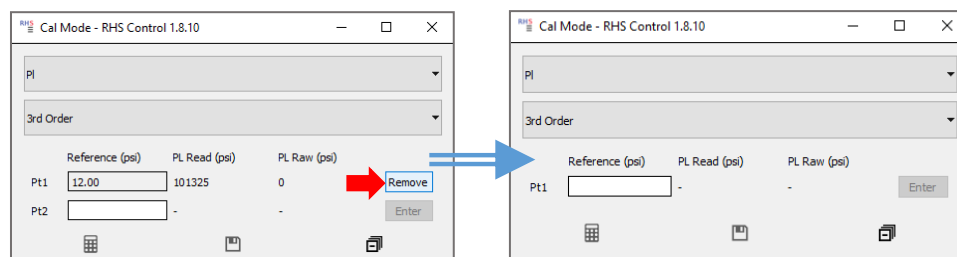 RHS Cal Mode - RHS Control 1.8.10
Pl
3rd Order
Reference (psi) PL Read (psi) PL Raw (psi)
Pt1 12.00 101325 0 Remove
Pt2 - - Enter
RHS Cal Mode - RHS Control 1.8.10
Pl
3rd Order
Reference (psi) PL Read (psi) PL Raw (psi)
Pt1 - - Enter